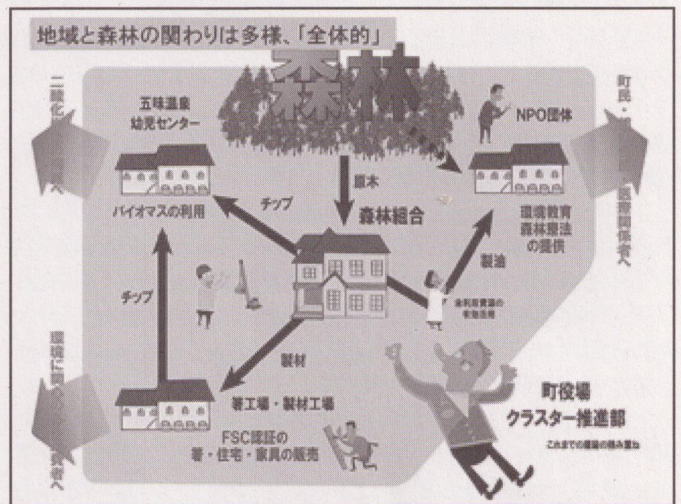 地域と森林の関わりは多様、「全体的」
森林
五味温泉
幼児センター
バイオマスの利用
NPO団体
環境教育
森林療法
の提供
原木
チップ
森林組合
製油
未利用資源の
有効活用
チップ
製材
箸工場・製材工場
FSC認証の
箸・住宅・家具の販売
町役場
クラスター推進部
これまでの議論の積み重ね